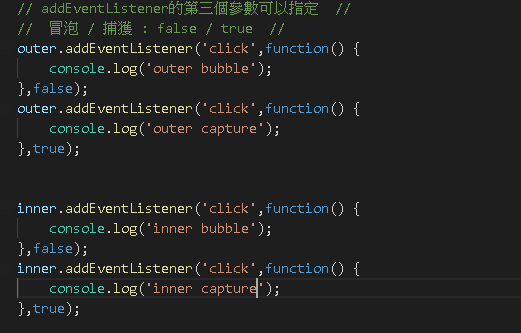 // addEventListener的第三個參數可以指定 //
// 冒泡 / 捕獲 : false / true //
outer.addEventListener('click',function() {
console.log('outer bubble');
},false);
outer.addEventListener('click',function() {
console.log('outer capture');
},true);
inner.addEventListener('click',function() {
console.log('inner bubble');
},false);
inner.addEventListener('click',function() {
console.log('inner capture');
},true);